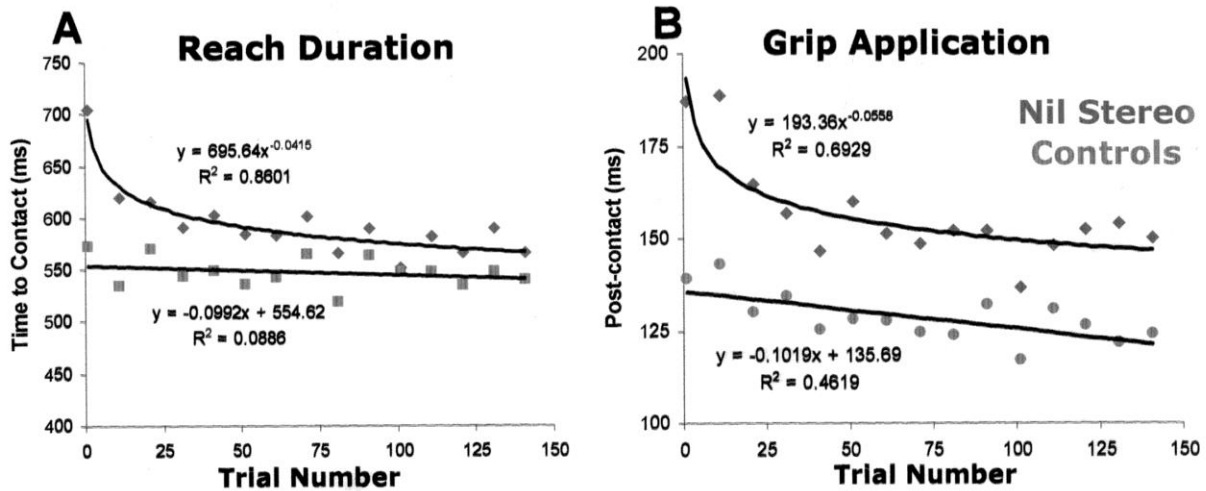 A
Reach Duration
Time to Contact (ms)
750
700
650
600
550
500
450
400
y = 695.64x^-0.0415
R² = 0.8601
y = -0.0992x + 554.62
R² = 0.0886
0
25
50
75
100
125
150
Trial Number
B
Grip Application
Post-contact (ms)
200
175
150
125
100
Nil Stereo
Controls
y = 193.36x^-0.0558
R² = 0.6929
y = -0.1019x + 135.69
R² = 0.4619
0
25
50
75
100
125
150
Trial Number